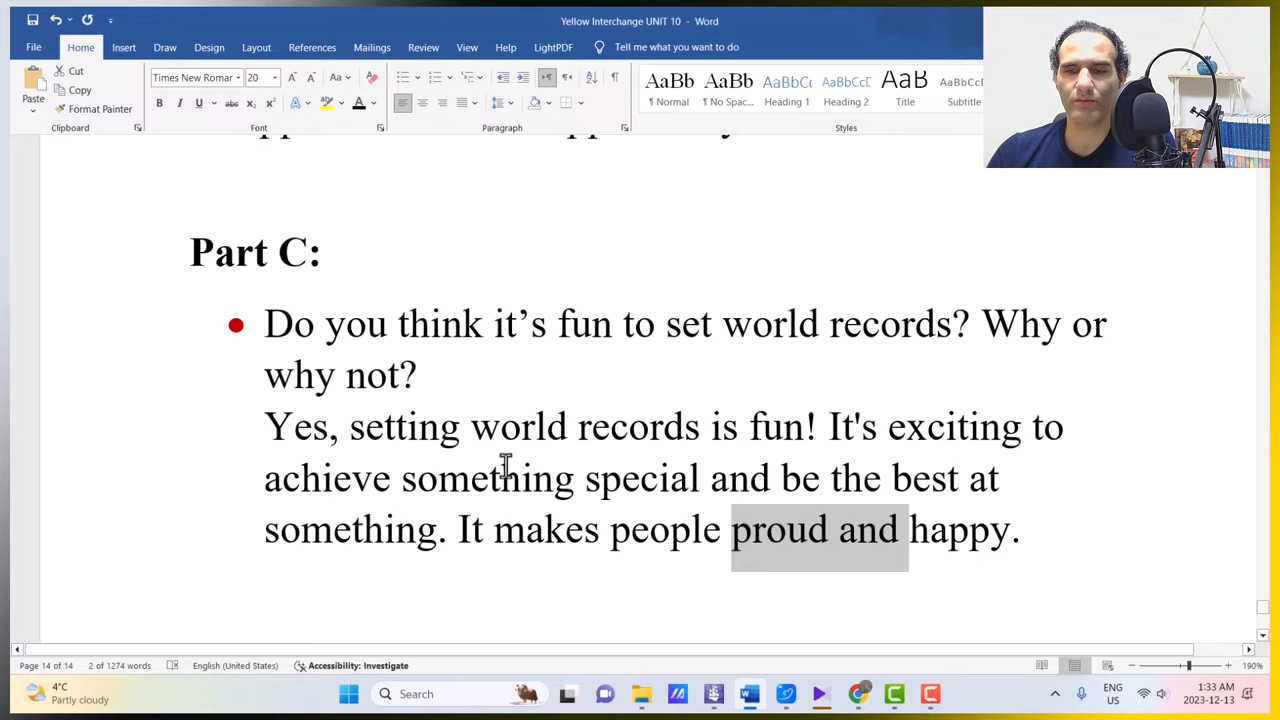 Yellow Interchange UNIT 10 - Word
File Home Insert Draw Design Layout References Mailings Review View Help LightPDF Tell me what you want to do
Paste
Cut
Copy
Format Painter
Clipboard
Times New Romar 20 Aa
B I U abc x₂ x² A A
Font
Paragraph
AaBb AaBb AaBbC AaBbCc AaB AaBbCc
¶ Normal ¶ No Spac... Heading 1 Heading 2 Title Subtitle
Styles
Part C:
Do you think it’s fun to set world records? Why or
why not?
Yes, setting world records is fun! It's exciting to
achieve something special and be the best at
something. It makes people proud and happy.
Page 14 of 14 2 of 1274 words English (United States) Accessibility: Investigate 190%
4°C
Partly cloudy
Search
ENG
US
1:33 AM
2023-12-13